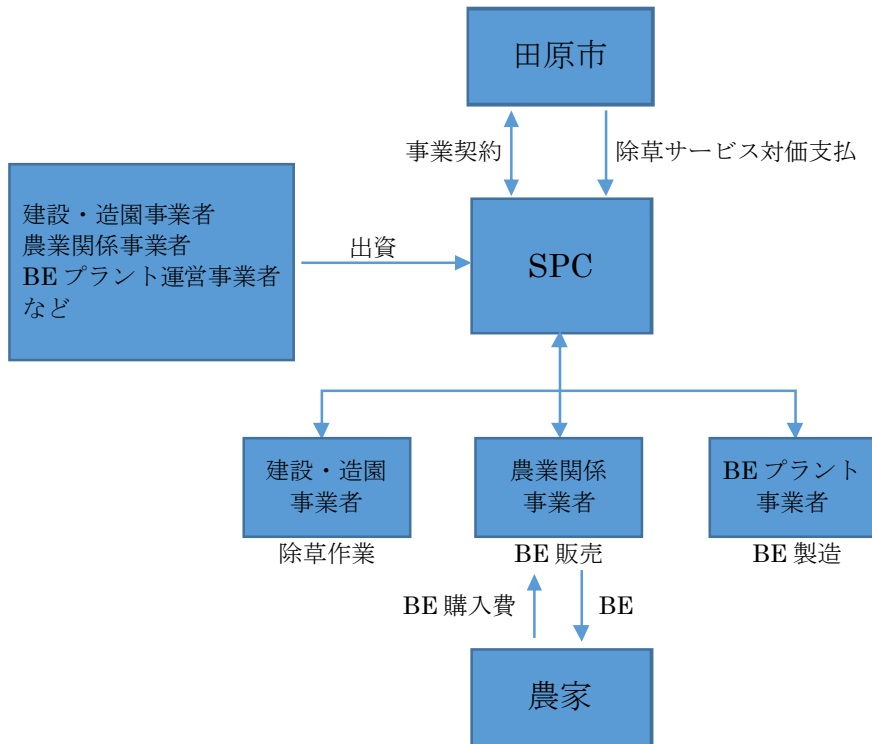 田原市
事業契約
除草サービス対価支払
建設・造園事業者
農業関係事業者
BE プラント運営事業者
など
出資
SPC
建設・造園
事業者
農業関係
事業者
BE プラント
事業者
除草作業
BE 販売
BE 製造
BE 購入費
BE
農家